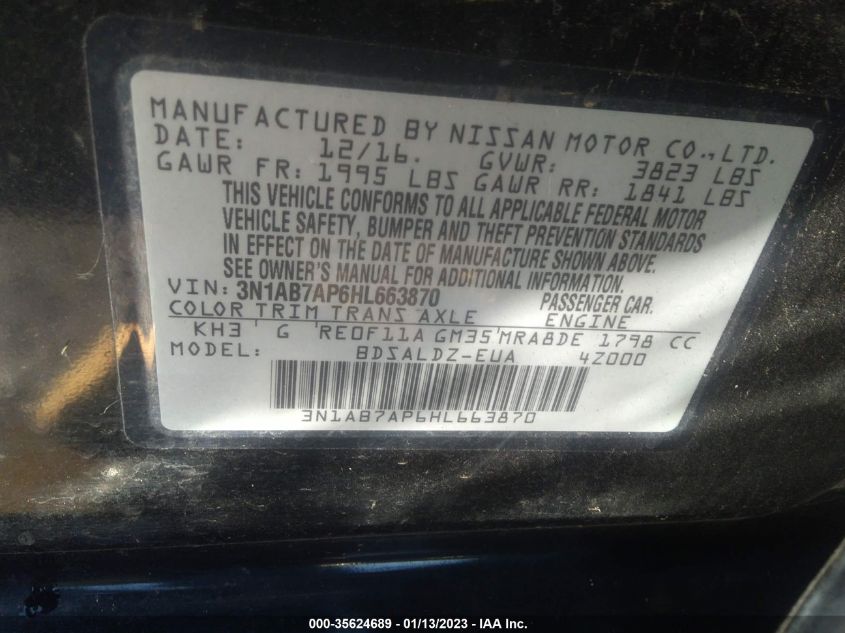 MANUFACTURED BY NISSAN MOTOR CO., LTD.
DATE: 12/16. GVWR: 3823 LBS
GAWR FR: 1995 LBS GAWR RR: 1841 LBS
THIS VEHICLE CONFORMS TO ALL APPLICABLE FEDERAL MOTOR
VEHICLE SAFETY, BUMPER AND THEFT PREVENTION STANDARDS
IN EFFECT ON THE DATE OF MANUFACTURE SHOWN ABOVE.
SEE OWNER'S MANUAL FOR ADDITIONAL INFORMATION.
VIN: 3N1AB7AP6HL663870 PASSENGER CAR.
COLOR TRIM TRANS AXLE ENGINE
KH3 G RE0F11A GM35 MRA8DE 1798 CC
MODEL: BDSALDZ-EUA 4Z000
3N1AB7AP6HL663870
000-35624689 - 01/13/2023 - IAA Inc.